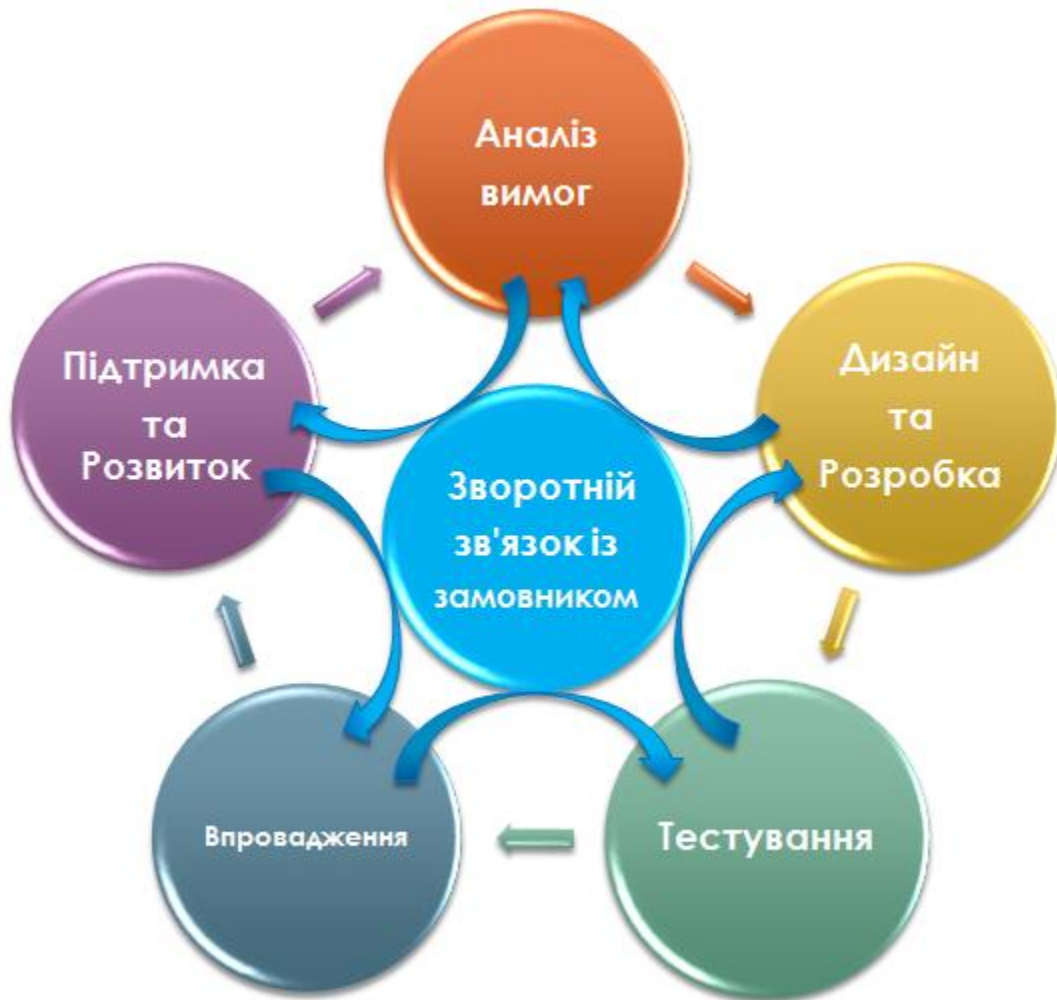 Аналіз
вимог
Дизайн
та
Розробка
Тестування
Впровадження
Підтримка
та
Розвиток
Зворотній
зв'язок із
замовником